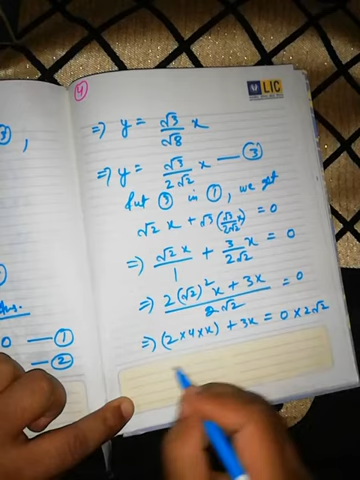 4
LIC
⇒ y = √3/√8 x
⇒ y = √3/2√2 x — 3
Put 3 in 1, we get
√2 x + √3 (√3/2√2 x) = 0
⇒ √2 x/1 + 3/2√2 x = 0
⇒ 2(√2)² x + 3x / 2√2 = 0
0 — 1
— 2
⇒ (2×4×x) + 3x = 0 × 2√2